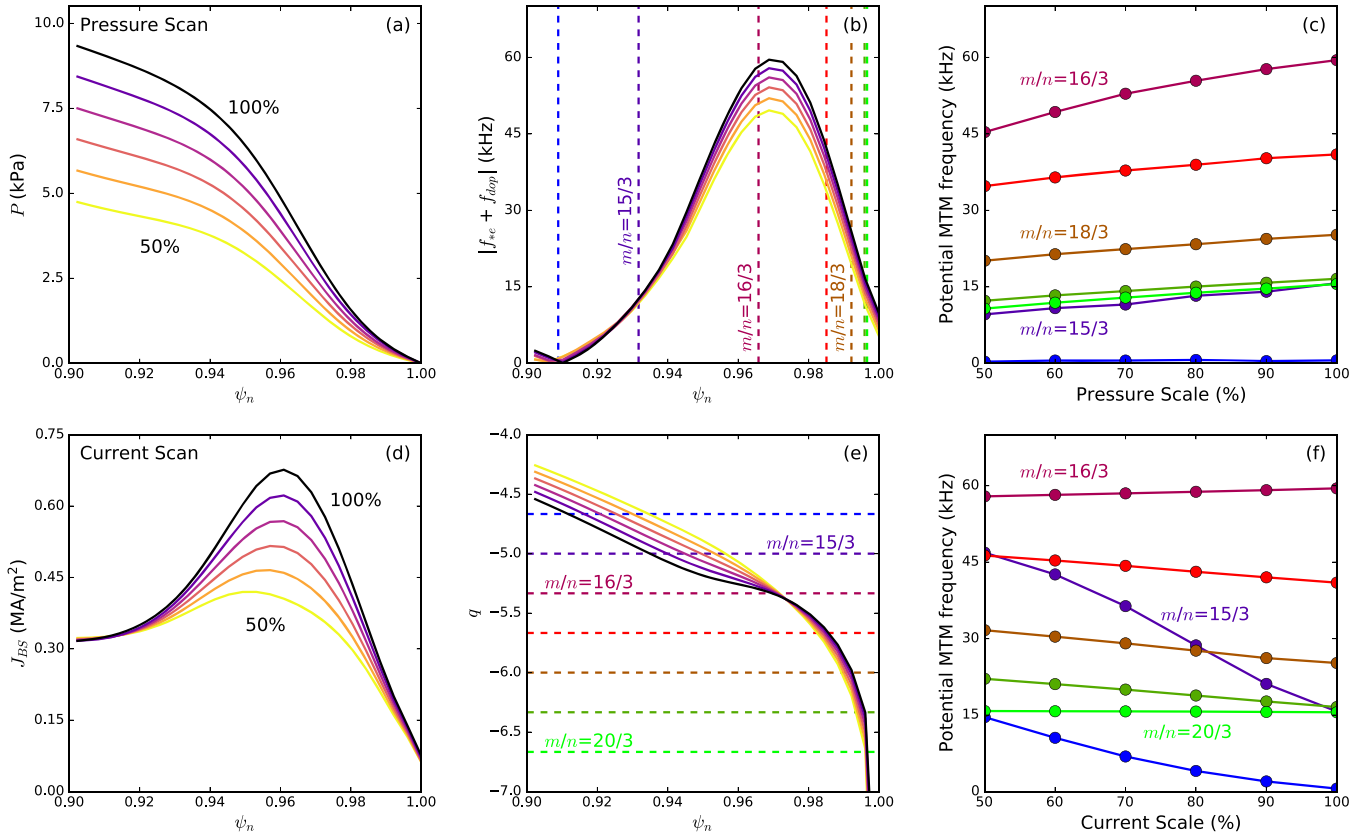 Pressure Scan
(a)
100%
50%
P (kPa)
10.0
7.5
5.0
2.5
0.0
0.90
0.92
0.94
0.96
0.98
1.00
ψn
(b)
|f*e + fdop| (kHz)
60
45
30
15
0
m/n=15/3
m/n=16/3
m/n=18/3
0.90
0.92
0.94
0.96
0.98
1.00
ψn
(c)
Potential MTM frequency (kHz)
60
45
30
15
0
m/n=16/3
m/n=18/3
m/n=15/3
50
60
70
80
90
100
Pressure Scale (%)
Current Scan
(d)
100%
50%
JBS (MA/m²)
0.75
0.60
0.45
0.30
0.15
0.00
0.90
0.92
0.94
0.96
0.98
1.00
ψn
(e)
q
−4.0
−4.5
−5.0
−5.5
−6.0
−6.5
−7.0
m/n=15/3
m/n=16/3
m/n=20/3
0.90
0.92
0.94
0.96
0.98
1.00
ψn
(f)
Potential MTM frequency (kHz)
60
45
30
15
0
m/n=16/3
m/n=15/3
m/n=20/3
50
60
70
80
90
100
Current Scale (%)